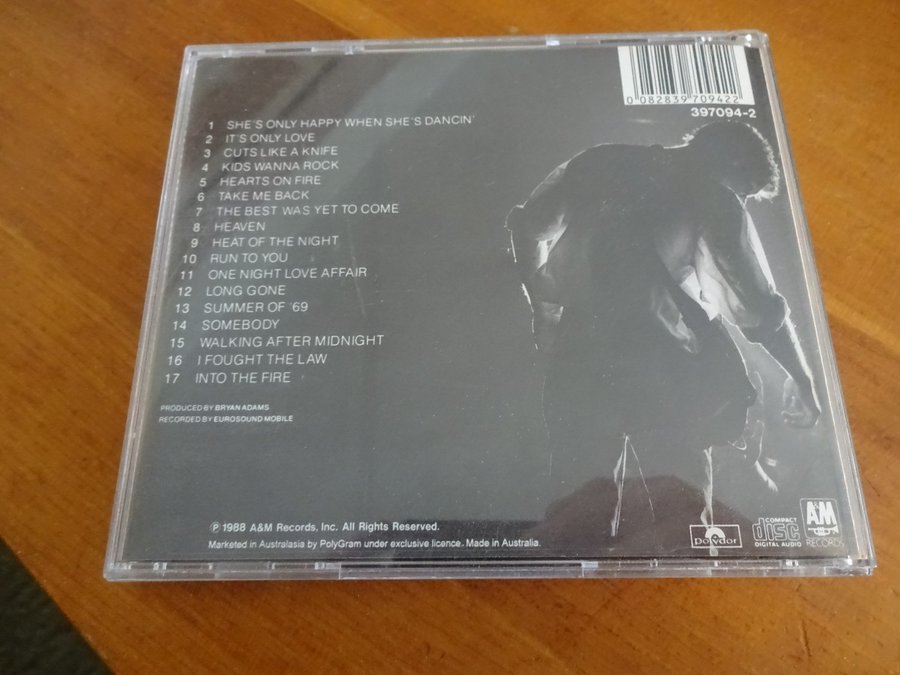 0 082839 709422
397094-2
1 SHE'S ONLY HAPPY WHEN SHE'S DANCIN'
2 IT'S ONLY LOVE
3 CUTS LIKE A KNIFE
4 KIDS WANNA ROCK
5 HEARTS ON FIRE
6 TAKE ME BACK
7 THE BEST WAS YET TO COME
8 HEAVEN
9 HEAT OF THE NIGHT
10 RUN TO YOU
11 ONE NIGHT LOVE AFFAIR
12 LONG GONE
13 SUMMER OF '69
14 SOMEBODY
15 WALKING AFTER MIDNIGHT
16 I FOUGHT THE LAW
17 INTO THE FIRE
PRODUCED BY BRYAN ADAMS
RECORDED BY EUROSOUND MOBILE
℗ 1988 A&M Records, Inc. All Rights Reserved.
Marketed in Australasia by PolyGram under exclusive licence. Made in Australia.
polydor
COMPACT
disc
DIGITAL AUDIO
A&M
RECORDS